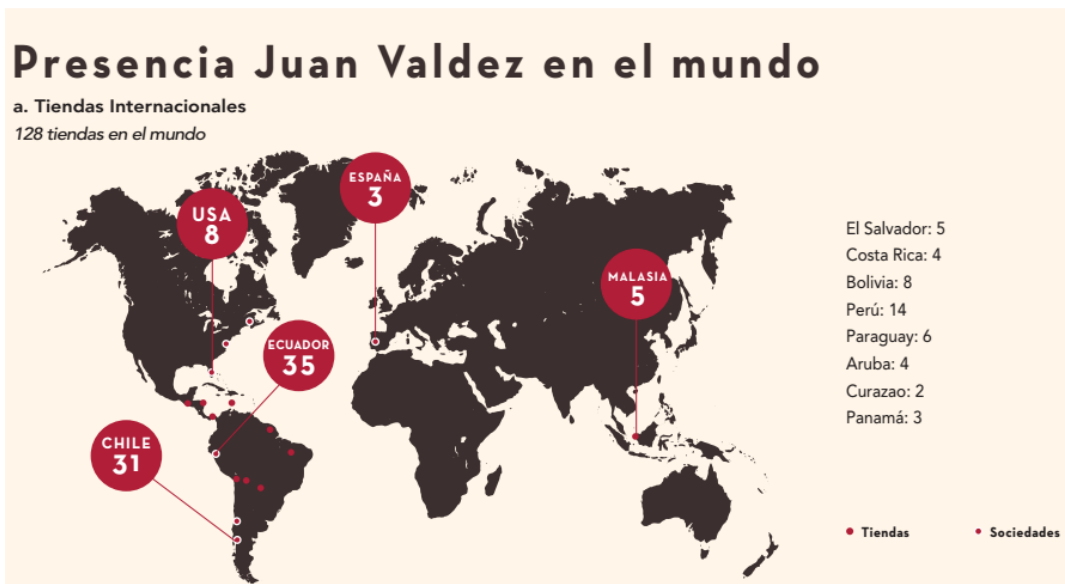 Presencia Juan Valdez en el mundo
a. Tiendas Internacionales
128 tiendas en el mundo
ESPAÑA
3
USA
8
MALASIA
5
ECUADOR
35
CHILE
31
El Salvador: 5
Costa Rica: 4
Bolivia: 8
Perú: 14
Paraguay: 6
Aruba: 4
Curazao: 2
Panamá: 3
Tiendas
Sociedades